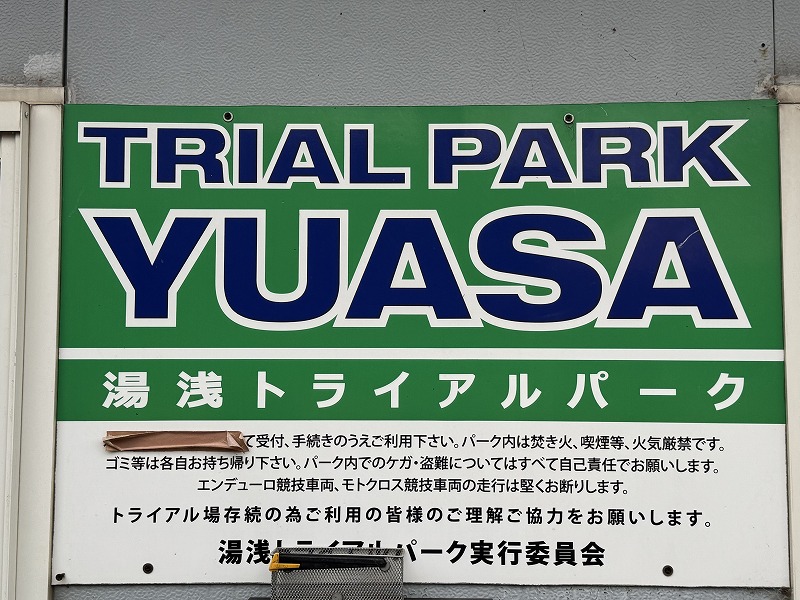 TRIAL PARK
YUASA
湯浅トライアルパーク
て受付、手続きのうえご利用下さい。パーク内は焚き火、喫煙等、火気厳禁です。
ゴミ等は各自お持ち帰り下さい。パーク内でのケガ・盗難についてはすべて自己責任でお願いします。
エンデューロ競技車両、モトクロス競技車両の走行は堅くお断りします。
トライアル場存続の為ご利用の皆様のご理解ご協力をお願いします。
湯浅トライアルパーク実行委員会